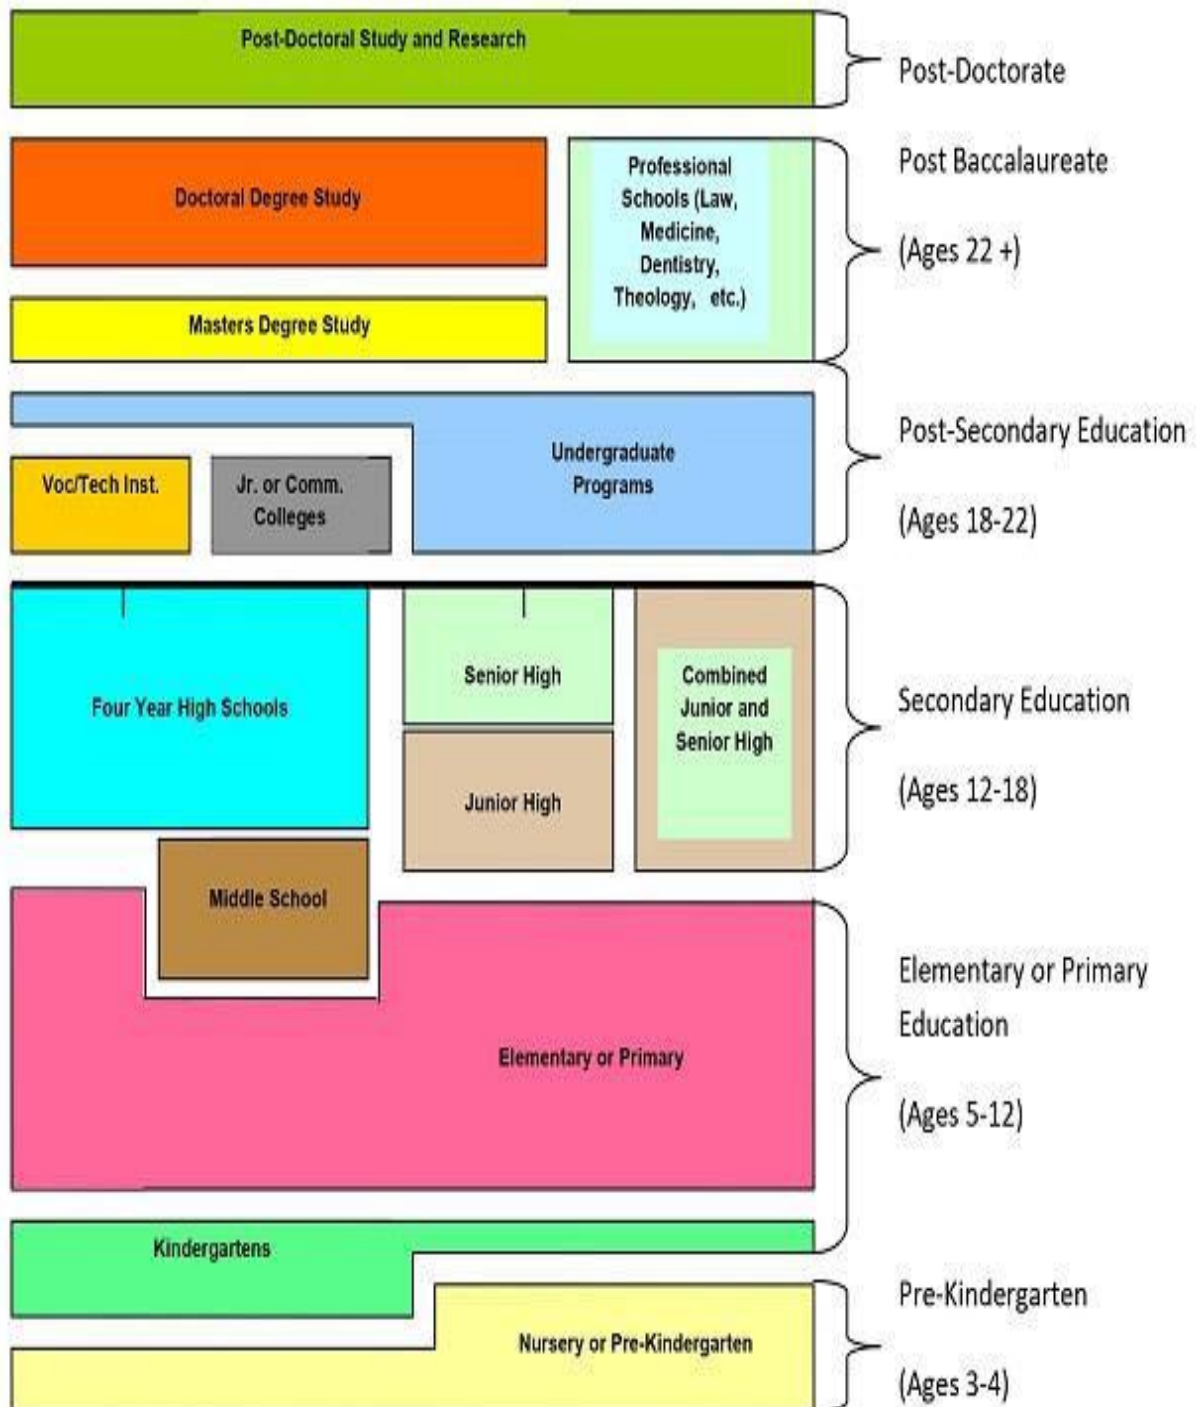 Post-Doctoral Study and Research
Post-Doctorate
Doctoral Degree Study
Professional
Schools (Law,
Medicine,
Dentistry,
Theology, etc.)
Masters Degree Study
Post Baccalaureate
(Ages 22 +)
Undergraduate
Programs
Voc/Tech Inst.
Jr. or Comm.
Colleges
Post-Secondary Education
(Ages 18-22)
Four Year High Schools
Senior High
Junior High
Combined
Junior and
Senior High
Secondary Education
(Ages 12-18)
Middle School
Elementary or Primary
Elementary or Primary
Education
(Ages 5-12)
Kindergartens
Nursery or Pre-Kindergarten
Pre-Kindergarten
(Ages 3-4)